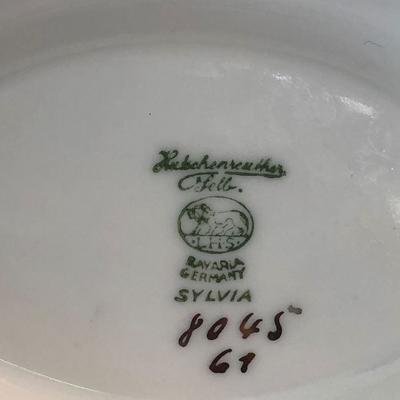 Hutschenreuther
Selb.
L.H.S.
BAVARIA
GERMANY
SYLVIA
8045
61